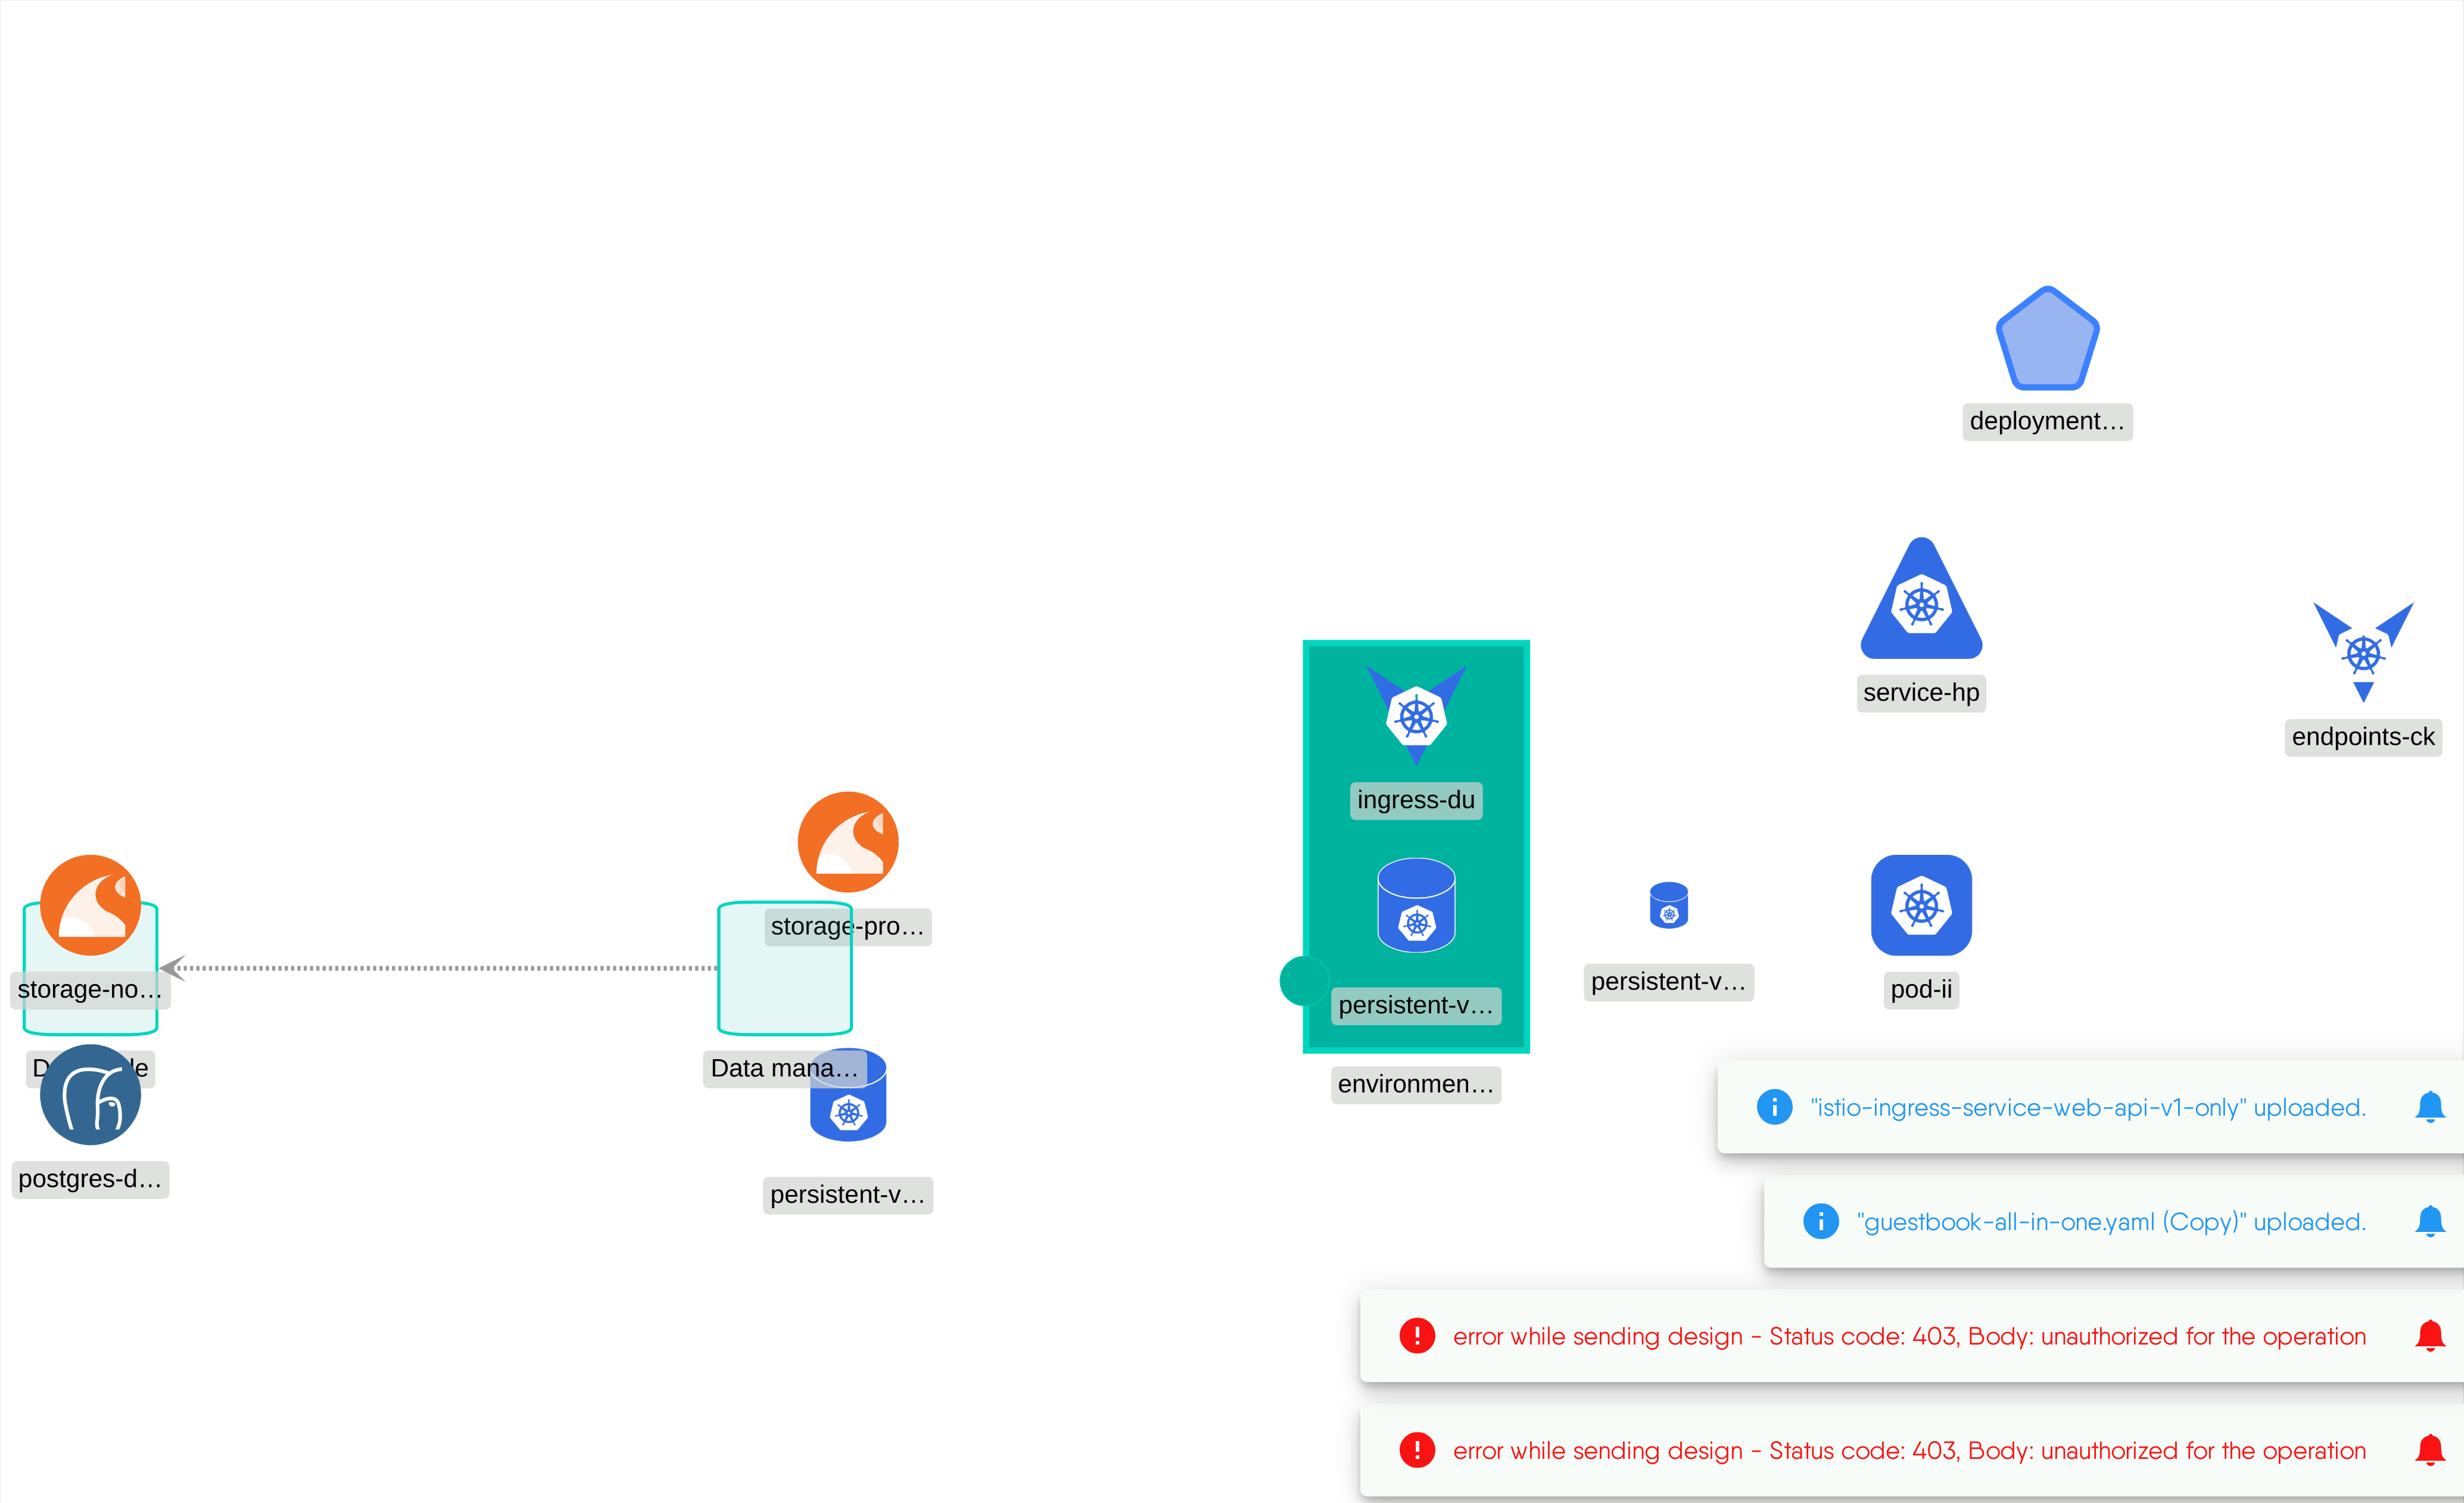 deployment…
service-hp
endpoints-ck
ingress-du
storage-pro…
persistent-v…
persistent-v…
pod-ii
storage-no…
Data mana…
environmen…
postgres-d…
persistent-v…
"istio-ingress-service-web-api-v1-only" uploaded.
"guestbook-all-in-one.yaml (Copy)" uploaded.
error while sending design - Status code: 403, Body: unauthorized for the operation
error while sending design - Status code: 403, Body: unauthorized for the operation